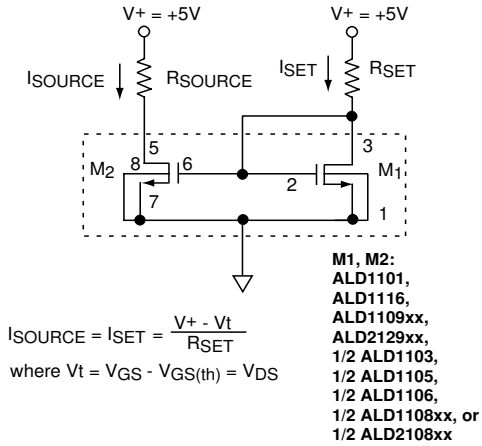 V+ = +5V
V+ = +5V
ISOURCE
RSOURCE
ISET
RSET
5
3
M2
8
6
2
M1
7
1
M1, M2:
ALD1101,
ALD1116,
ALD1109xx,
ALD2129xx,
1/2 ALD1103,
1/2 ALD1105,
1/2 ALD1106,
1/2 ALD1108xx, or
1/2 ALD2108xx
ISOURCE = ISET = V+ - Vt
RSET
where Vt = VGS - VGS(th) = VDS